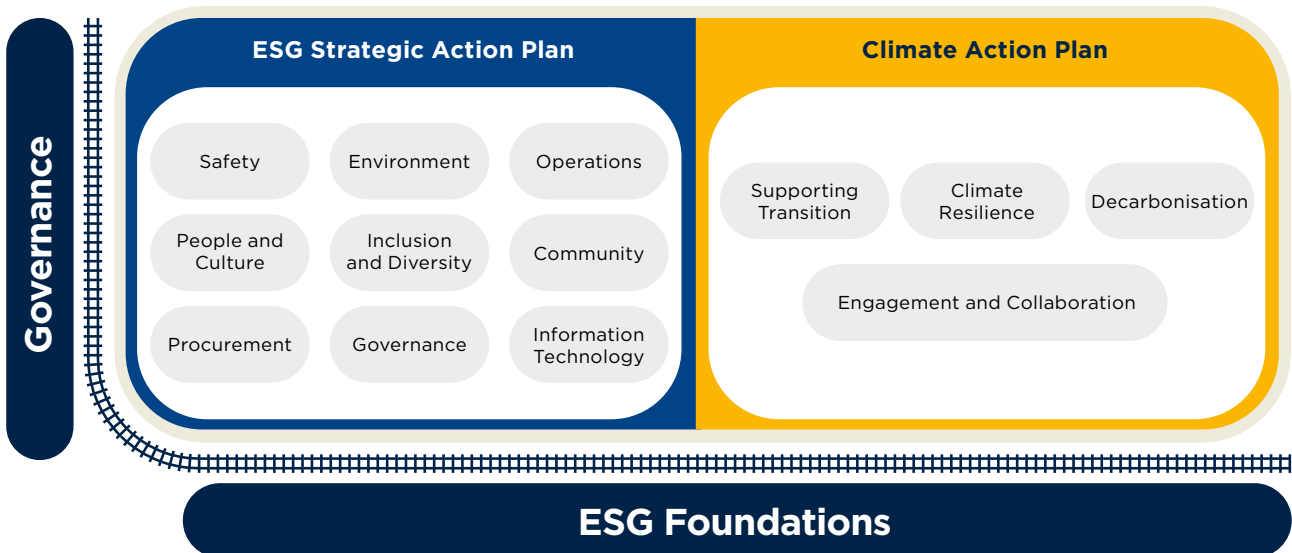 Governance
ESG Strategic Action Plan
Safety
Environment
Operations
People and
Culture
Inclusion
and Diversity
Community
Procurement
Governance
Information
Technology
Climate Action Plan
Supporting
Transition
Climate
Resilience
Decarbonisation
Engagement and Collaboration
ESG Foundations